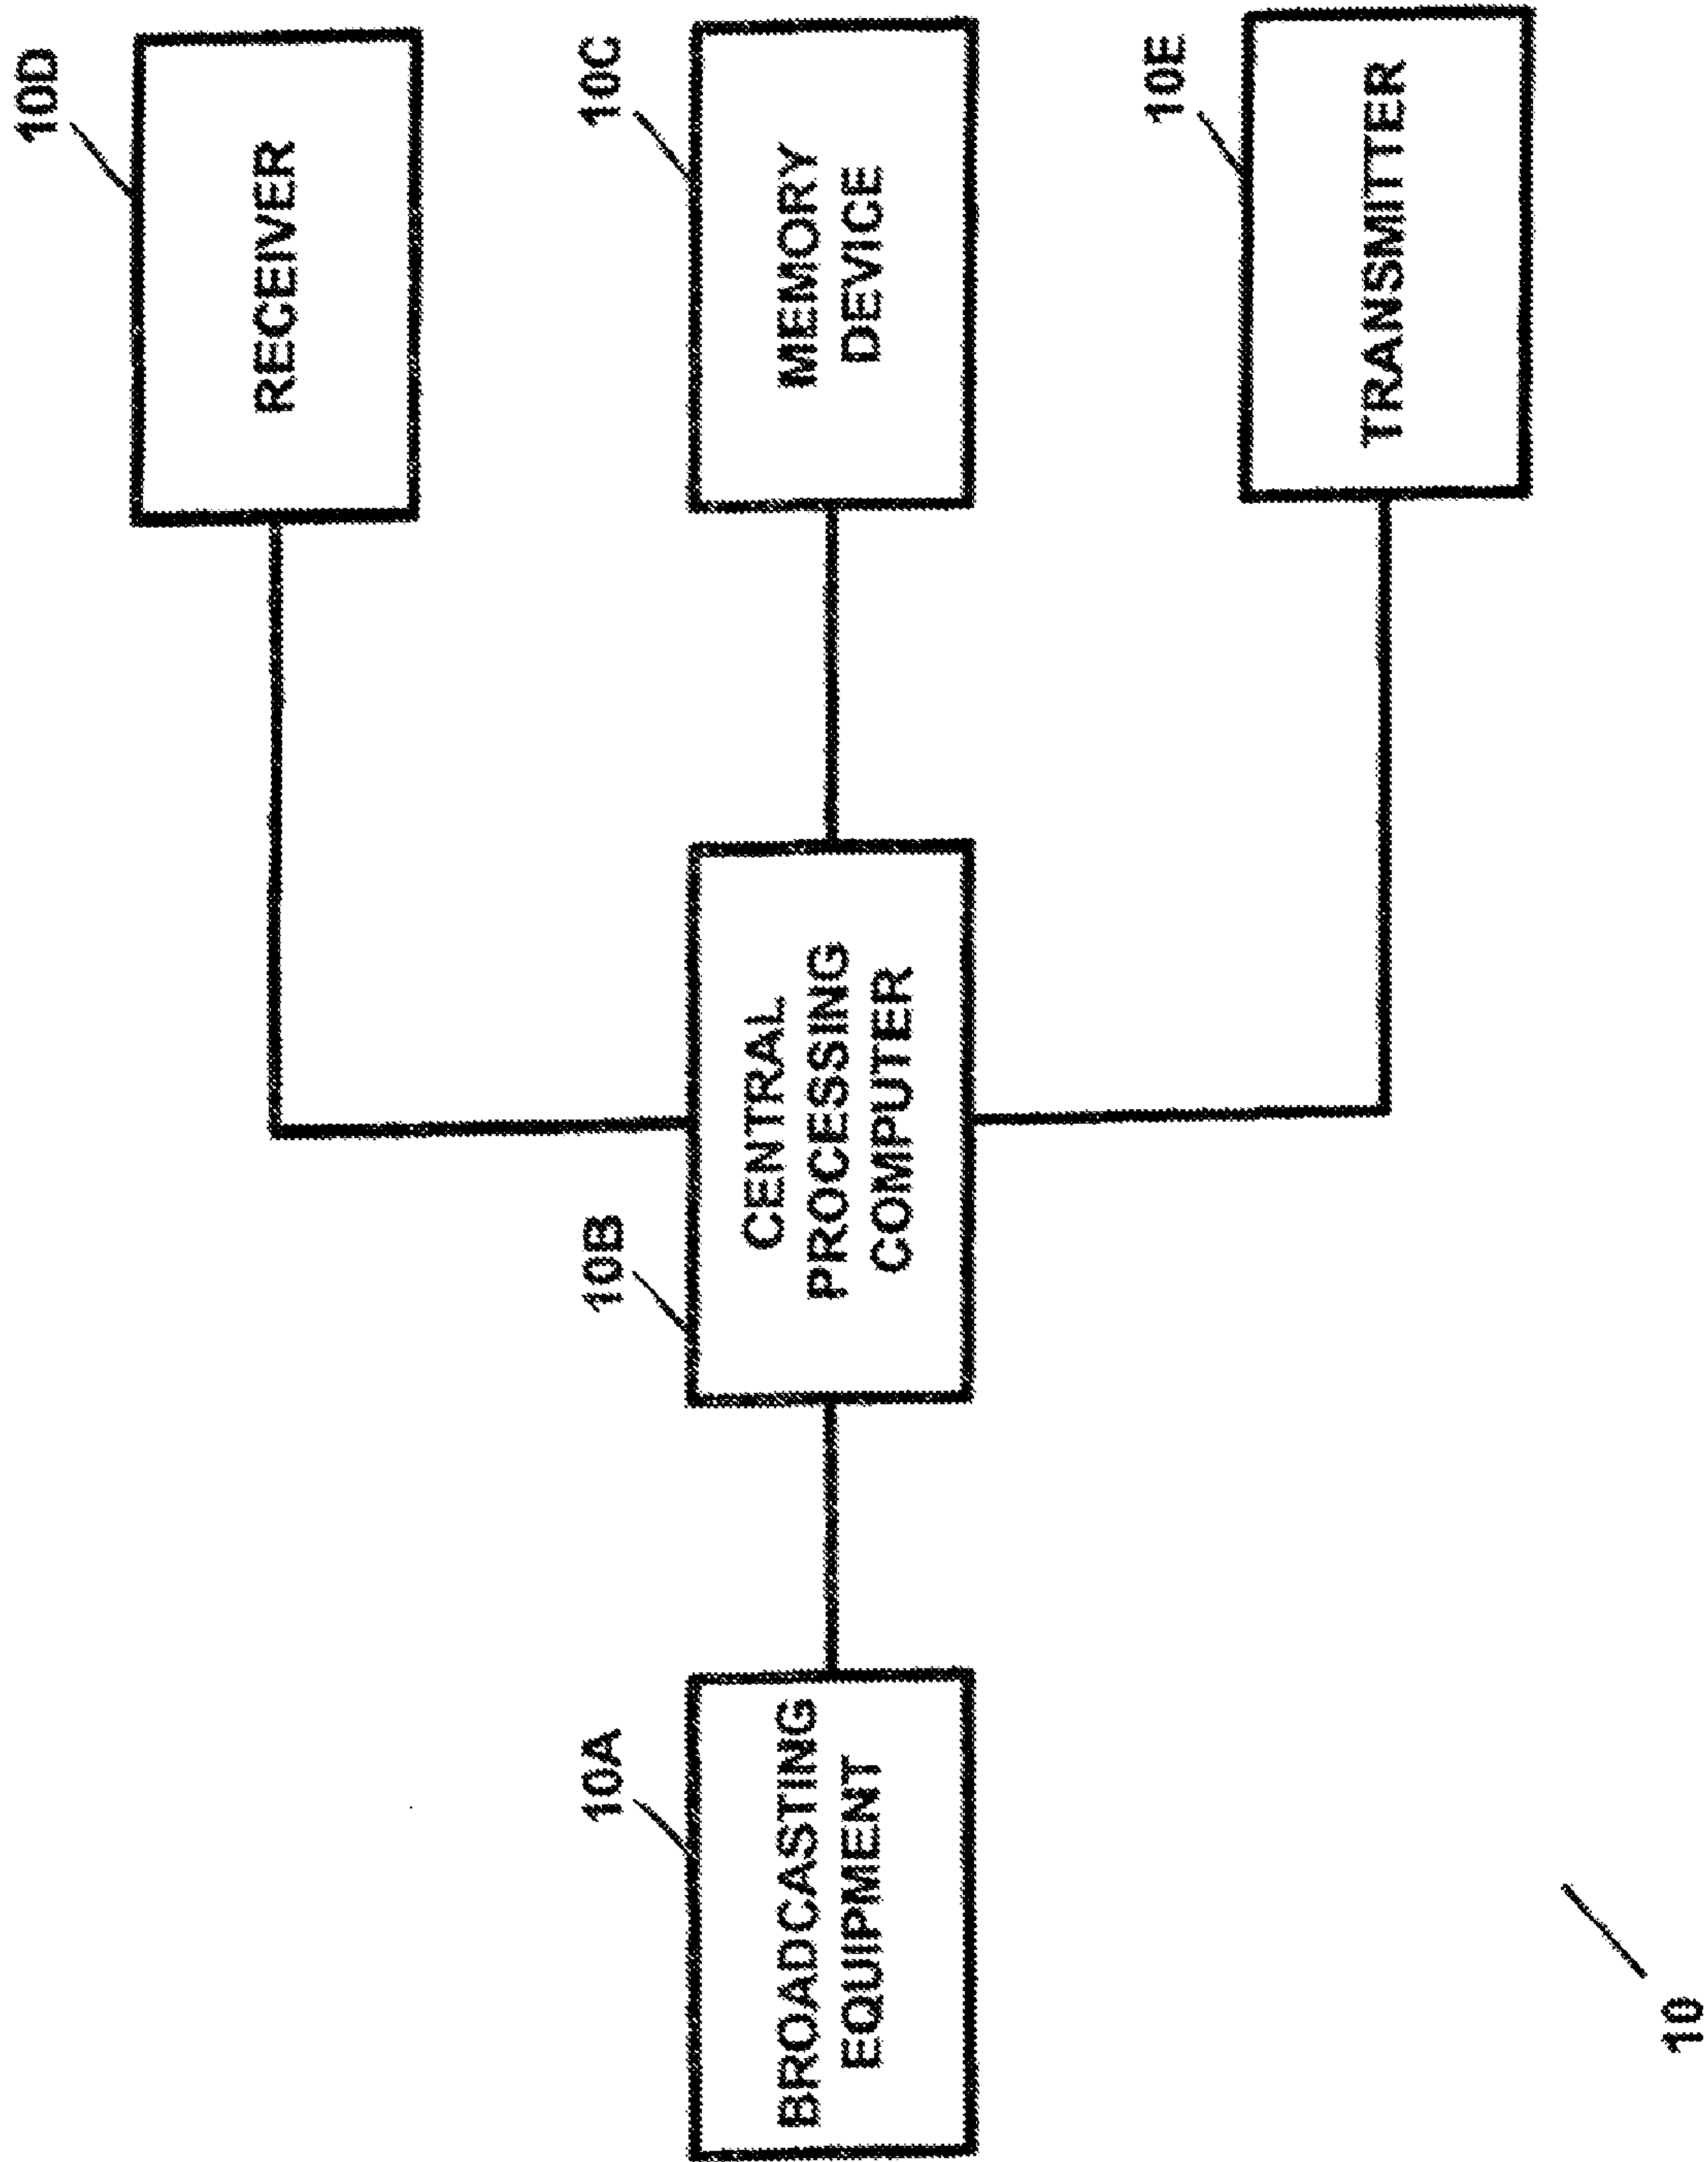 10D
RECEIVER
10C
MEMORY
DEVICE
10E
TRANSMITTER
10B
CENTRAL
PROCESSING
COMPUTER
10A
BROADCASTING
EQUIPMENT
10